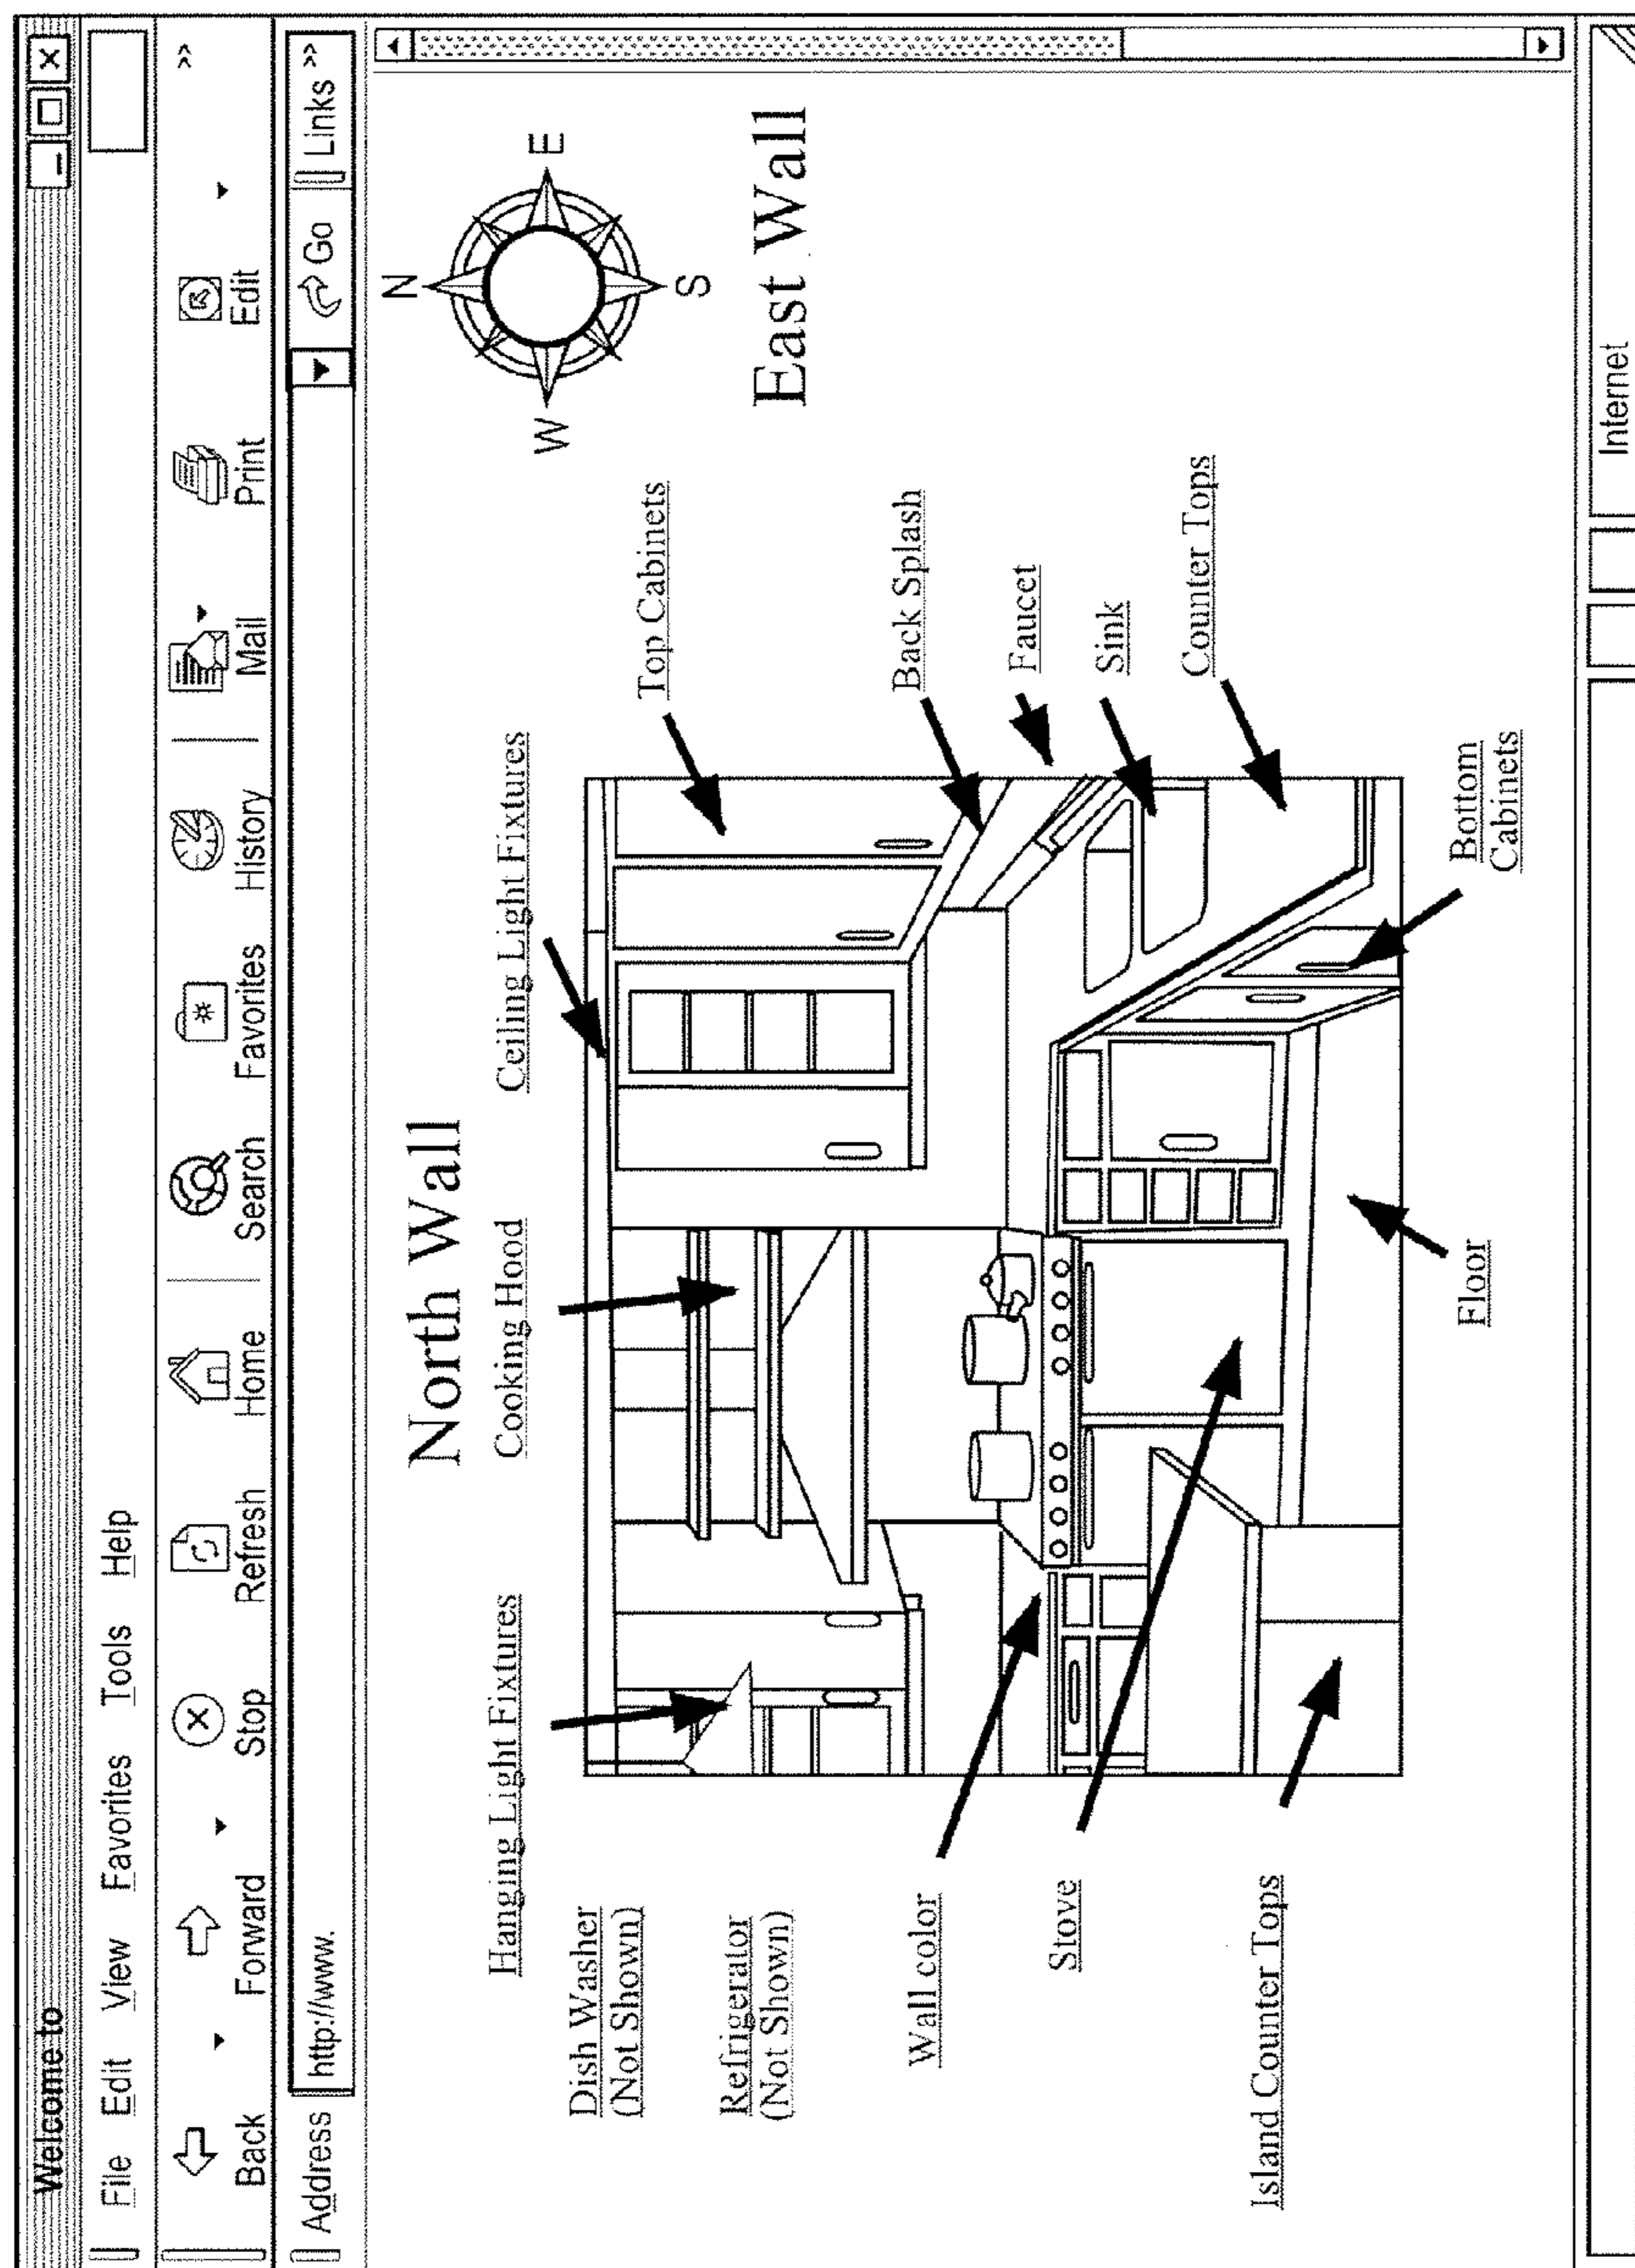 Welcome to
File Edit View Favorites Tools Help
Back Forward Stop Refresh Home Search Favorites History Mail Print Edit >>
Address http://www. Go Links >>
North Wall
N
W E
S
Hanging Light Fixtures Cooking Hood Ceiling Light Fixtures
Dish Washer
(Not Shown)
Top Cabinets
Refrigerator
(Not Shown)
East Wall
Wall color
Back Splash
Faucet
Stove
Sink
Counter Tops
Island Counter Tops
Floor
Bottom
Cabinets
Internet